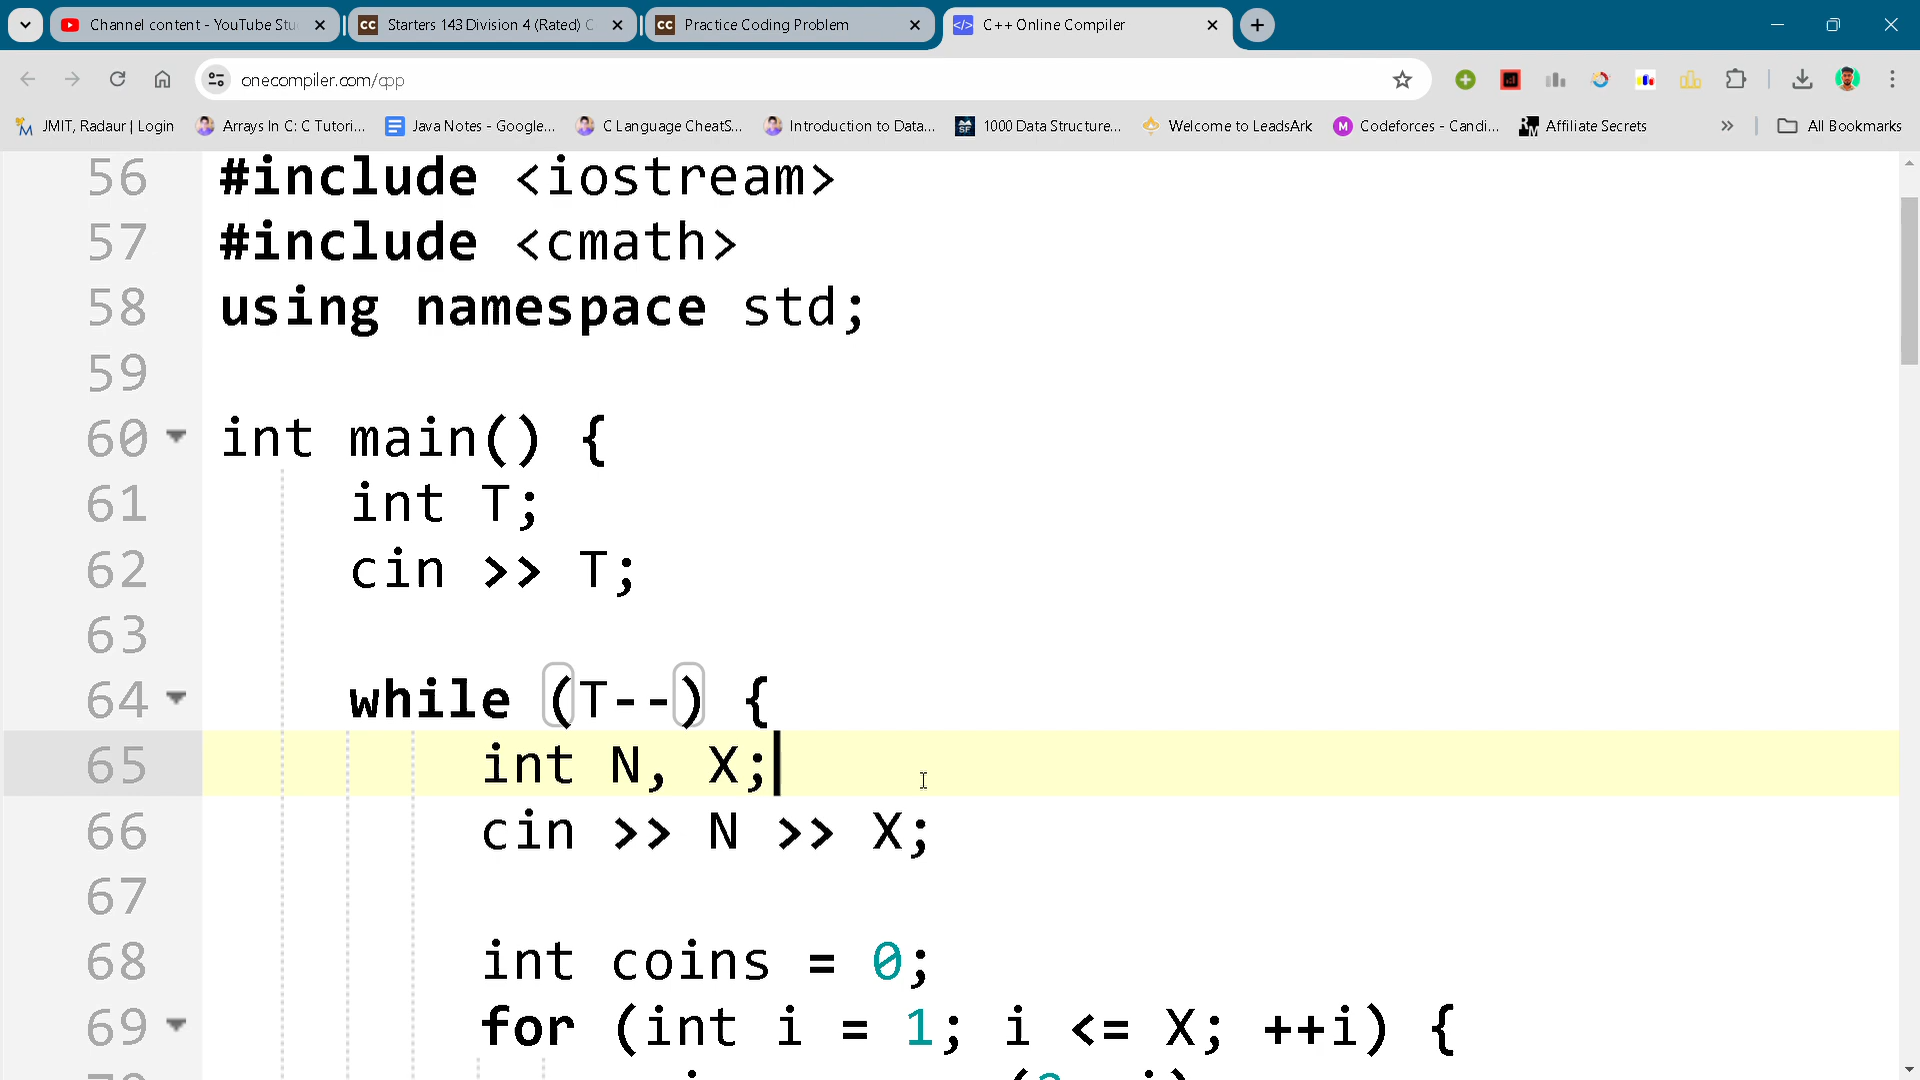 Channel content - YouTube Stu
Starters 143 Division 4 (Rated) C
Practice Coding Problem
C++ Online Compiler
onecompiler.com/cpp
JMIT, Radaur | Login
Arrays In C: C Tutori...
Java Notes - Google...
C Language CheatS...
Introduction to Data...
1000 Data Structure...
Welcome to LeadsArk
Codeforces - Candi...
Affiliate Secrets
All Bookmarks
56 #include <iostream>
57 #include <cmath>
58 using namespace std;
59
60 int main() {
61 int T;
62 cin >> T;
63
64 while (T--) {
65 int N, X;
66 cin >> N >> X;
67
68 int coins = 0;
69 for (int i = 1; i <= X; ++i) {